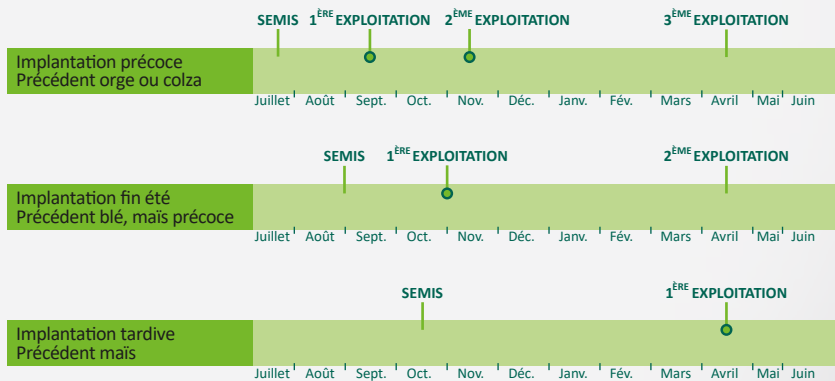 SEMIS 1ÈRE EXPLOITATION 2ÈME EXPLOITATION 3ÈME EXPLOITATION
Implantation précoce
Précédent orge ou colza
Juillet Août Sept. Oct. Nov. Déc. Janv. Fév. Mars Avril Mai Juin
SEMIS 1ÈRE EXPLOITATION 2ÈME EXPLOITATION
Implantation fin été
Précédent blé, maïs précoce
Juillet Août Sept. Oct. Nov. Déc. Janv. Fév. Mars Avril Mai Juin
SEMIS 1ÈRE EXPLOITATION
Implantation tardive
Précédent maïs
Juillet Août Sept. Oct. Nov. Déc. Janv. Fév. Mars Avril Mai Juin